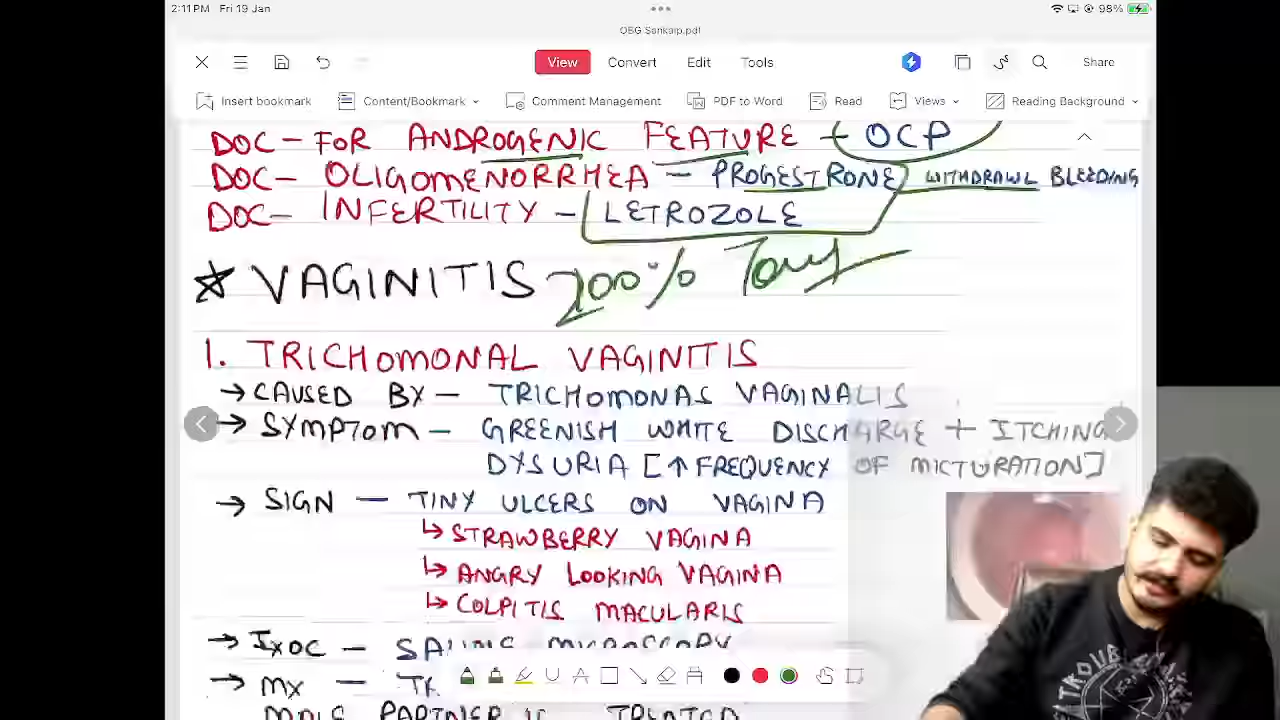 2:11 PM Fri 19 Jan 98%
OBG Sankalp.pdf
View Convert Edit Tools Share
Insert bookmark Content/Bookmark Comment Management PDF to Word Read Views Reading Background
DOC – FOR ANDROGENIC FEATURE – OCP
DOC – OLIGOMENORRHEA – PROGESTRONE WITHDRAWL BLEEDING
DOC – INFERTILITY – LETROZOLE
☆ VAGINITIS 200%
1. TRICHOMONAL VAGINITIS
→ CAUSED BY – TRICHOMONAS VAGINALIS
→ SYMPTOM – GREENISH WHITE DISCHARGE + ITCHING
DYSURIA [↑ FREQUENCY OF MICTURATION]
→ SIGN – TINY ULCERS ON VAGINA
↳ STRAWBERRY VAGINA
↳ ANGRY LOOKING VAGINA
↳ COLPITIS MACULARIS
→ IXOC – SALINE MICROSCOPY
→ MX –
MALE PARTNER IS TREATED